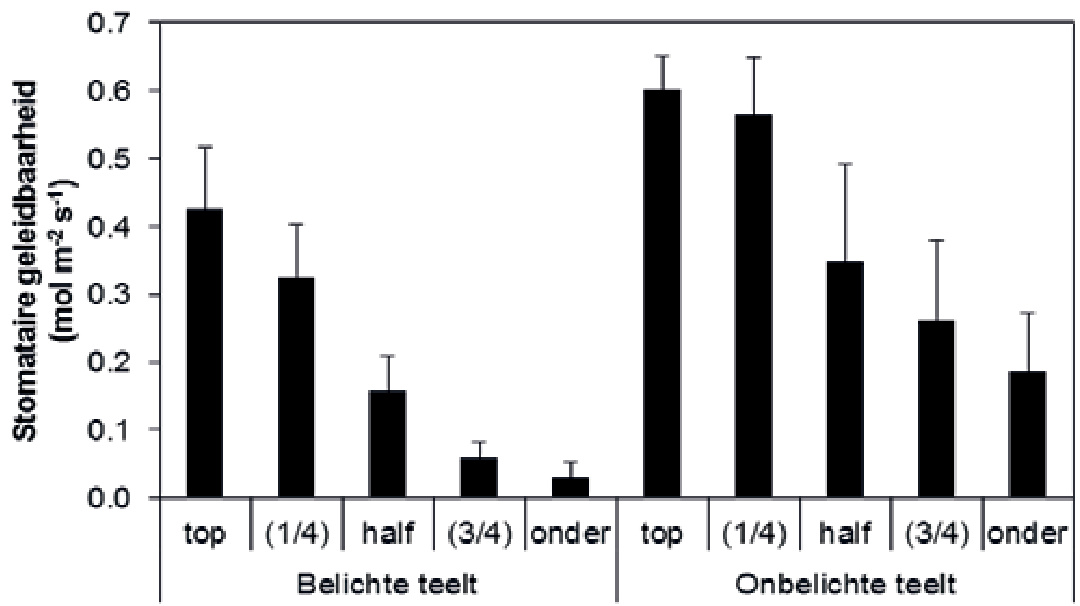 Stomataire geleidbaarheid
(mol m⁻² s⁻¹)
0.7
0.6
0.5
0.4
0.3
0.2
0.1
0.0
top (1/4) half (3/4) onder top (1/4) half (3/4) onder
Belichte teelt Onbelichte teelt